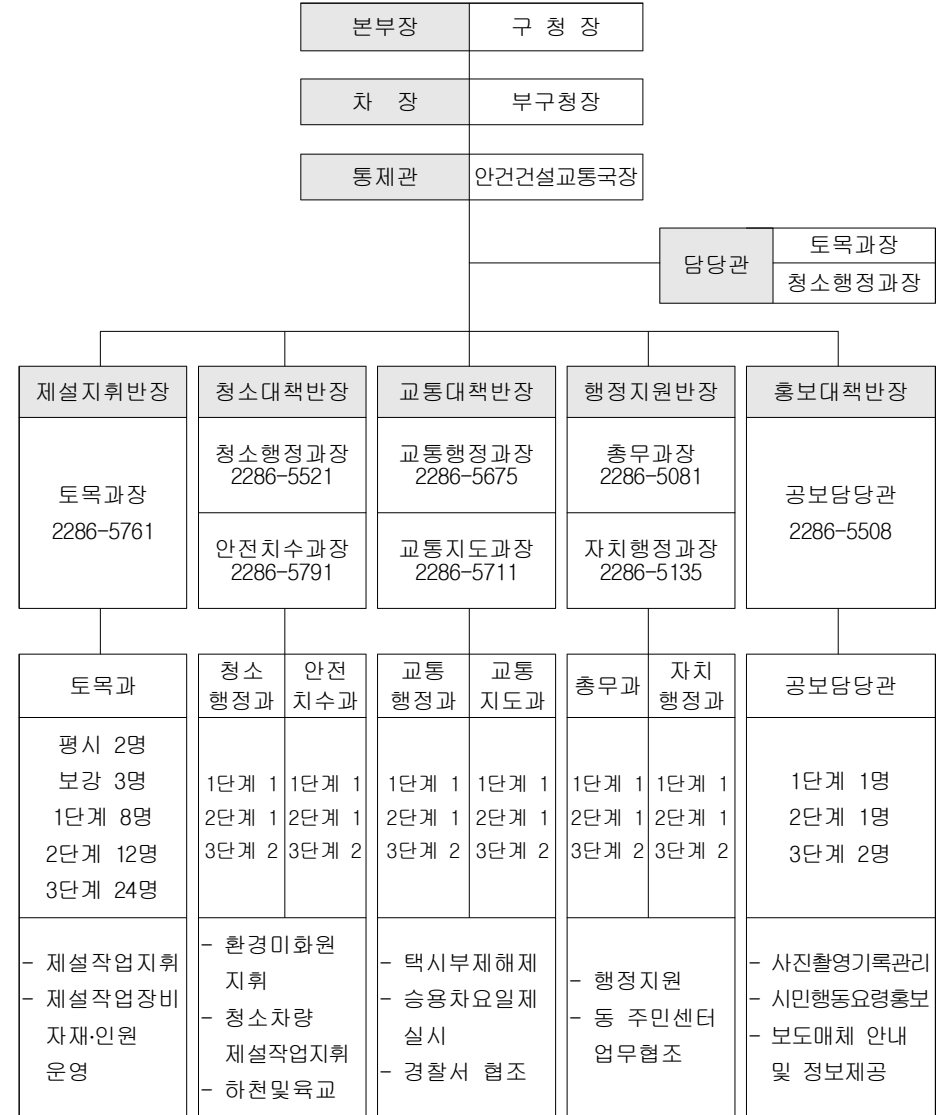 본부장 구 청 장
차 장 부구청장
통제관 안건건설교통국장
담당관 토목과장
청소행정과장
제설지휘반장 청소대책반장 교통대책반장 행정지원반장 홍보대책반장
토목과장
2286-5761
청소행정과장
2286-5521
안전치수과장
2286-5791
교통행정과장
2286-5675
교통지도과장
2286-5711
총무과장
2286-5081
자치행정과장
2286-5135
공보담당관
2286-5508
토목과
평시 2명
보강 3명
1단계 8명
2단계 12명
3단계 24명
- 제설작업지휘
- 제설작업장비
자재·인원
운영
청소
행정과
안전
치수과
1단계 1 1단계 1
2단계 1 2단계 1
3단계 2 3단계 2
- 환경미화원
지휘
- 청소차량
제설작업지휘
- 하천및육교
교통
행정과
교통
지도과
1단계 1 1단계 1
2단계 1 2단계 1
3단계 2 3단계 2
- 택시부제해제
- 승용차요일제
실시
- 경찰서 협조
총무과
자치
행정과
1단계 1 1단계 1
2단계 1 2단계 1
3단계 2 3단계 2
- 행정지원
- 동 주민센터
업무협조
공보담당관
1단계 1명
2단계 1명
3단계 2명
- 사진촬영기록관리
- 시민행동요령홍보
- 보도매체 안내
및 정보제공